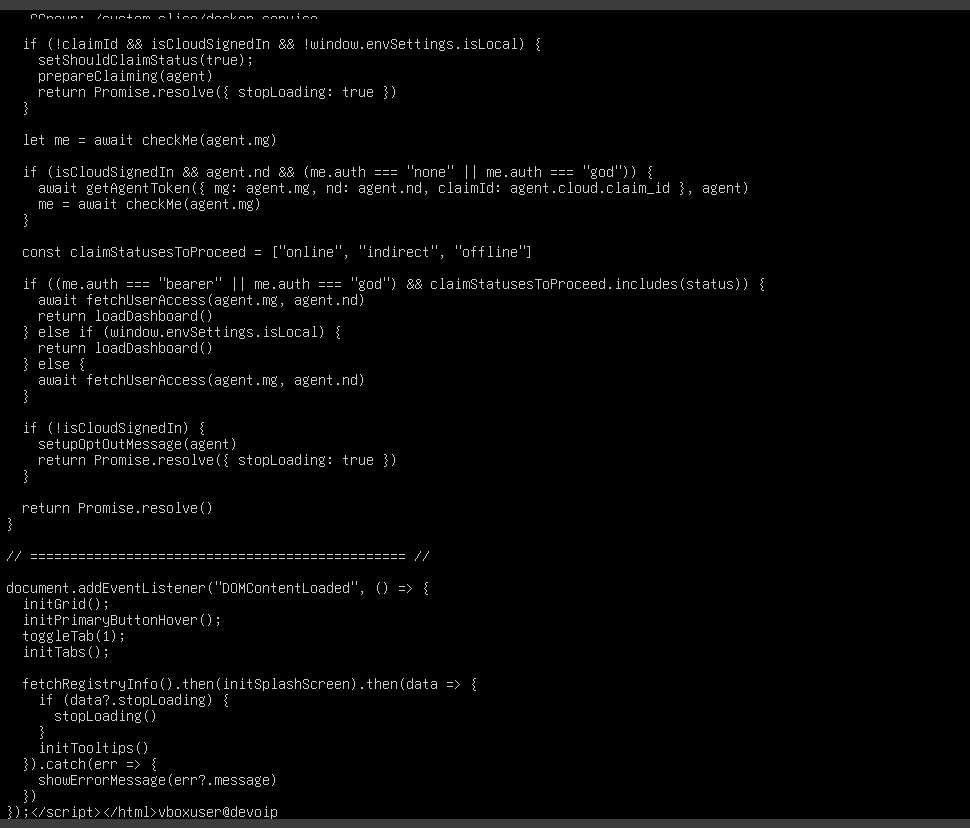 CGroup: /custom.slice/docker.service
  if (!claimId && isCloudSignedIn && !window.envSettings.isLocal) {
    setShouldClaimStatus(true);
    prepareClaiming(agent)
    return Promise.resolve({ stopLoading: true })
  }
  let me = await checkMe(agent.mg)
  if (isCloudSignedIn && agent.nd && (me.auth === "none" || me.auth === "god")) {
    await getAgentToken({ mg: agent.mg, nd: agent.nd, claimId: agent.cloud.claim_id }, agent)
    me = await checkMe(agent.mg)
  }
  const claimStatusesToProceed = ["online", "indirect", "offline"]
  if ((me.auth === "bearer" || me.auth === "god") && claimStatusesToProceed.includes(status)) {
    await fetchUserAccess(agent.mg, agent.nd)
    return loadDashboard()
  } else if (window.envSettings.isLocal) {
    return loadDashboard()
  } else {
    await fetchUserAccess(agent.mg, agent.nd)
  }
  if (!isCloudSignedIn) {
    setupOptOutMessage(agent)
    return Promise.resolve({ stopLoading: true })
  }
  return Promise.resolve()
}
// =============================================== //
document.addEventListener("DOMContentLoaded", () => {
  initGrid();
  initPrimaryButtonHover();
  toggleTab(1);
  initTabs();
  fetchRegistryInfo().then(initSplashScreen).then(data => {
    if (data?.stopLoading) {
      stopLoading()
    }
    initTooltips()
  }).catch(err => {
    showErrorMessage(err?.message)
  })
});</script></html>vboxuser@devoip